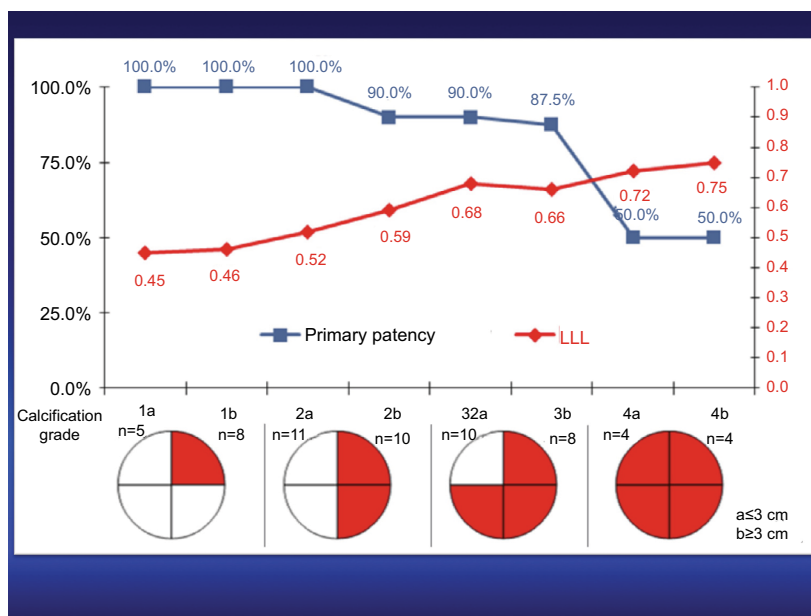 100.0% 100.0% 100.0% 90.0% 90.0% 87.5%
100.0%
75.0%
50.0%
25.0%
0.0%
1.0
0.9
0.8
0.7
0.6
0.5
0.4
0.3
0.2
0.1
0.0
50.0% 50.0%
0.45 0.46 0.52 0.59 0.68 0.66 0.72 0.75
Primary patency LLL
Calcification
grade
1a 1b 2a 2b 32a 3b 4a 4b
n=5 n=8 n=11 n=10 n=10 n=8 n=4 n=4
a≤3 cm
b≥3 cm